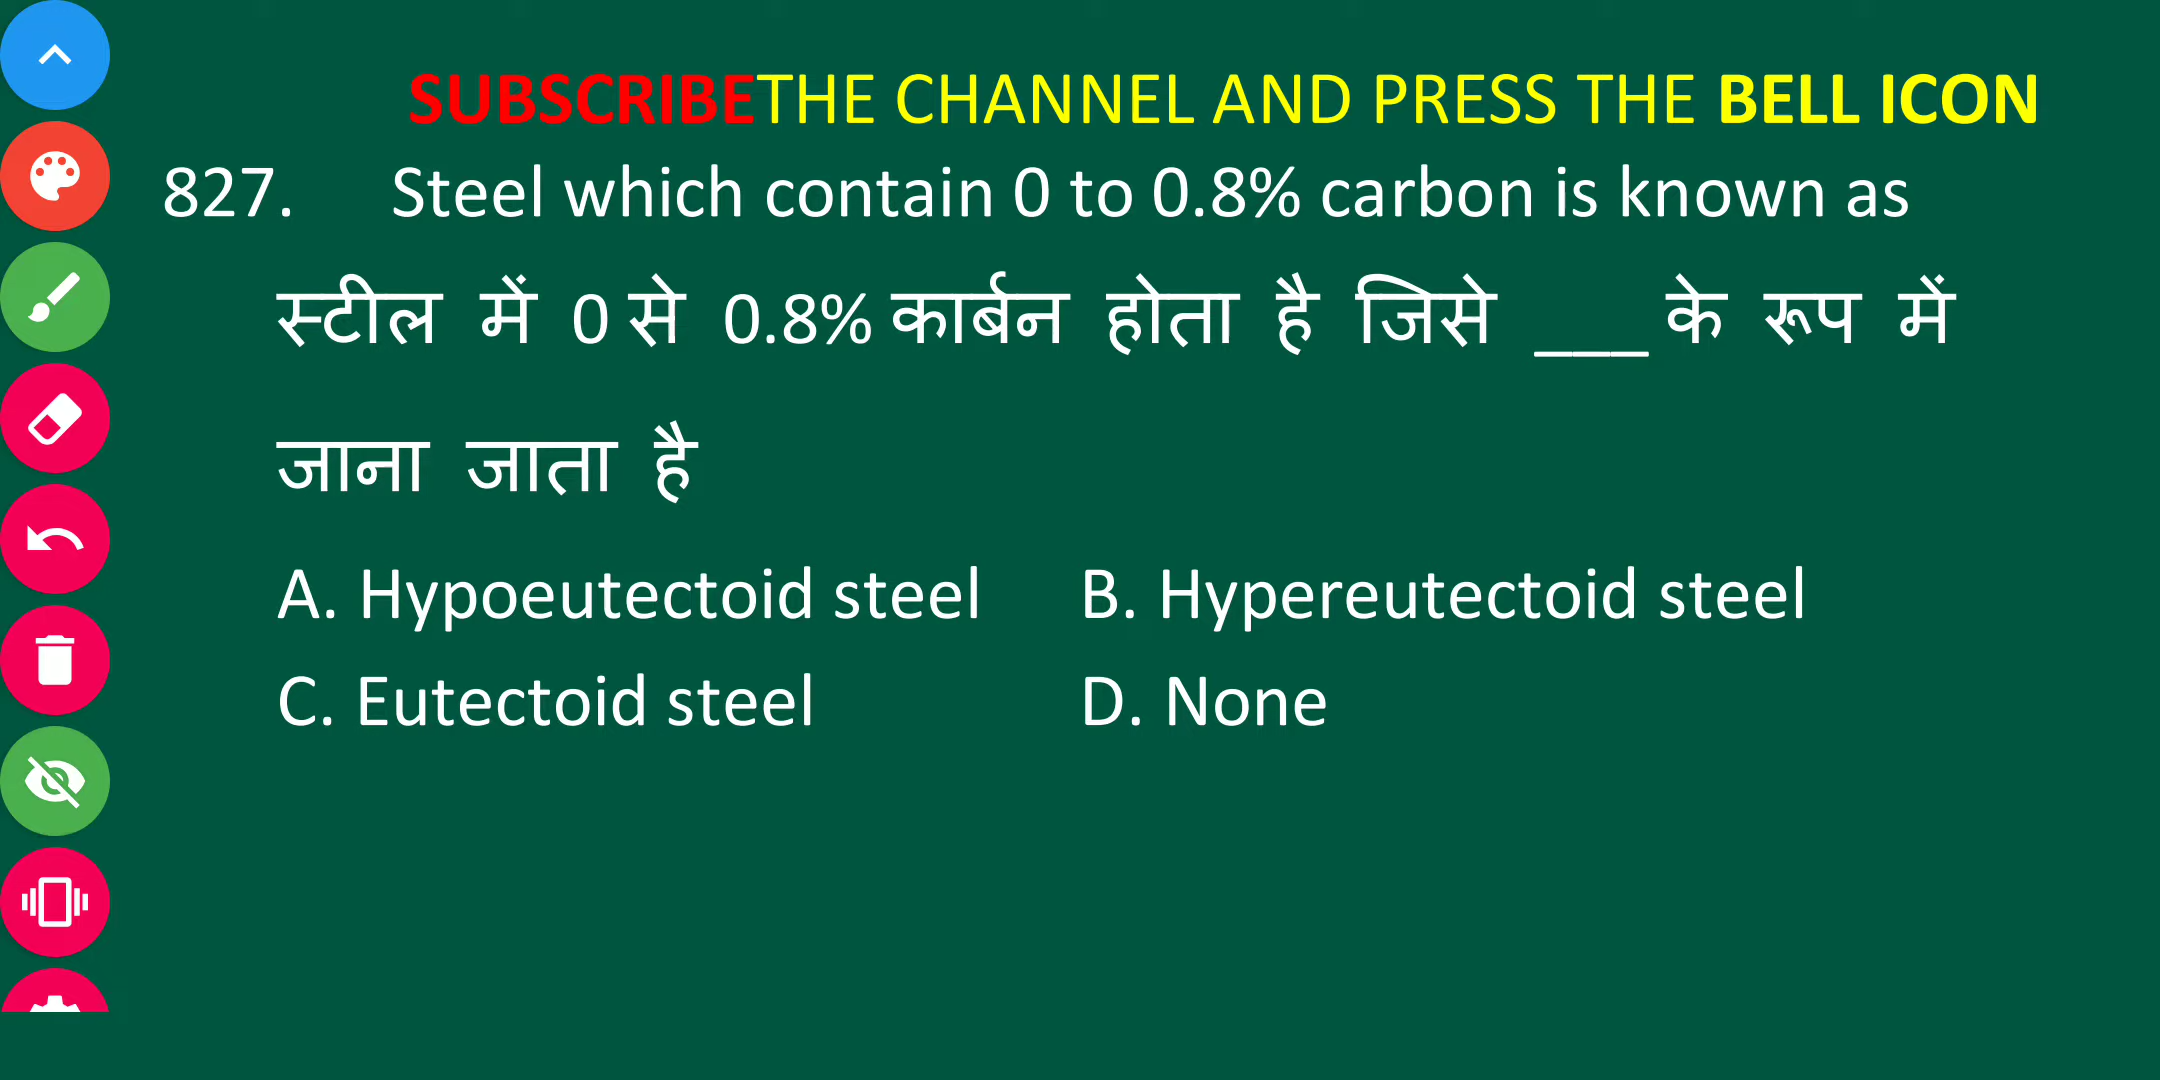 SUBSCRIBETHE CHANNEL AND PRESS THE BELL ICON
827. Steel which contain 0 to 0.8% carbon is known as
स्टील में 0 से 0.8% कार्बन होता है जिसे ___ के रूप में
जाना जाता है
A. Hypoeutectoid steel B. Hypereutectoid steel
C. Eutectoid steel D. None